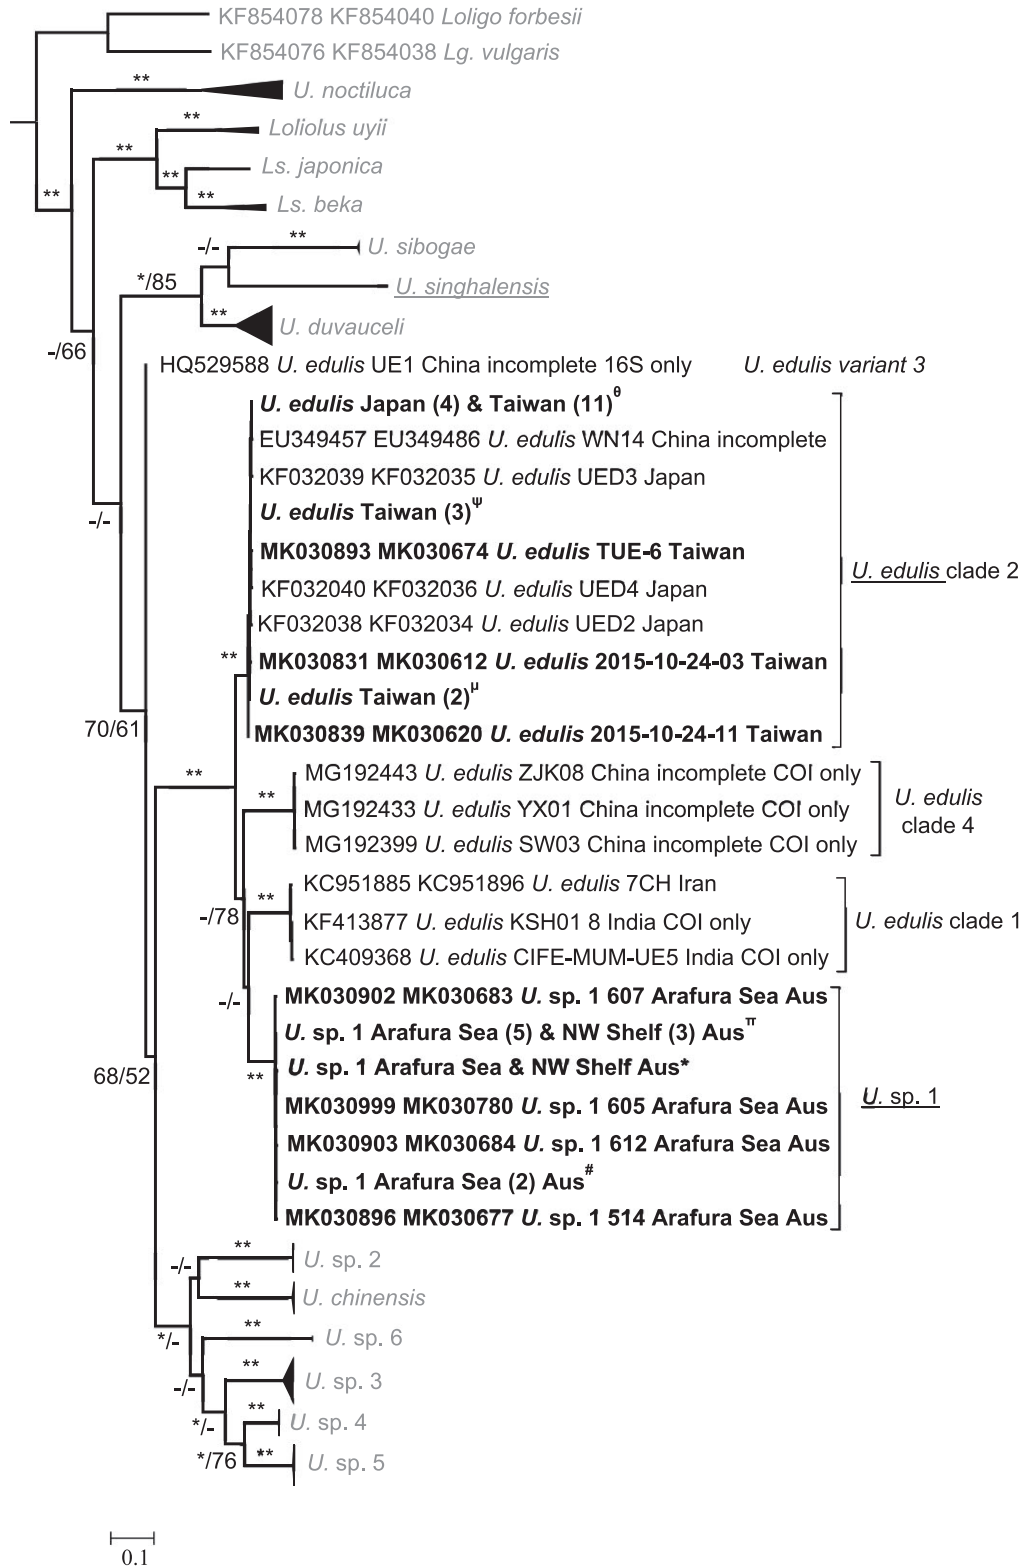 KF854078 KF854040 Loligo forbesii
KF854076 KF854038 Lg. vulgaris
**
U. noctiluca
**
Loliolus uyii
**
Ls. japonica
**
**
Ls. beka
**
**
U. sibogae
-/-
*/85
U. singhalensis
**
U. duvauceli
-/66
HQ529588 U. edulis UE1 China incomplete 16S only U. edulis variant 3
U. edulis Japan (4) & Taiwan (11)θ
EU349457 EU349486 U. edulis WN14 China incomplete
KF032039 KF032035 U. edulis UED3 Japan
U. edulis Taiwan (3)ψ
-/-
MK030893 MK030674 U. edulis TUE-6 Taiwan
U. edulis clade 2
KF032040 KF032036 U. edulis UED4 Japan
KF032038 KF032034 U. edulis UED2 Japan
**
MK030831 MK030612 U. edulis 2015-10-24-03 Taiwan
U. edulis Taiwan (2)μ
70/61
MK030839 MK030620 U. edulis 2015-10-24-11 Taiwan
**
MG192443 U. edulis ZJK08 China incomplete COI only
**
MG192433 U. edulis YX01 China incomplete COI only
U. edulis
clade 4
MG192399 U. edulis SW03 China incomplete COI only
KC951885 KC951896 U. edulis 7CH Iran
**
-/78
KF413877 U. edulis KSH01 8 India COI only
U. edulis clade 1
KC409368 U. edulis CIFE-MUM-UE5 India COI only
-/-
MK030902 MK030683 U. sp. 1 607 Arafura Sea Aus
U. sp. 1 Arafura Sea (5) & NW Shelf (3) Ausπ
U. sp. 1 Arafura Sea & NW Shelf Aus*
68/52
**
MK030999 MK030780 U. sp. 1 605 Arafura Sea Aus
U. sp. 1
MK030903 MK030684 U. sp. 1 612 Arafura Sea Aus
U. sp. 1 Arafura Sea (2) Aus#
MK030896 MK030677 U. sp. 1 514 Arafura Sea Aus
**
U. sp. 2
-/-
**
U. chinensis
*/-
**
U. sp. 6
-/-
**
U. sp. 3
*/-
**
U. sp. 4
*/76
**
U. sp. 5
0.1